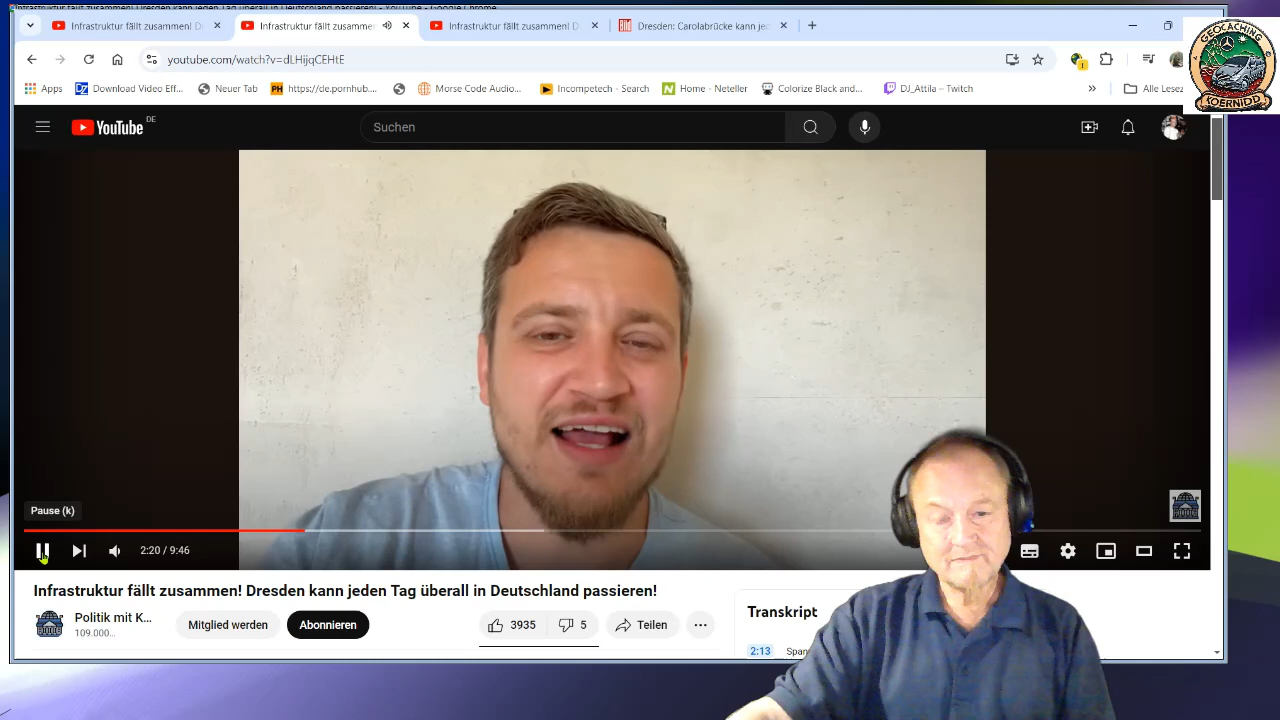 Infrastruktur fällt zusammen! Dresden kann jeden Tag überall in Deutschland passieren! - YouTube - Google Chrome
Infrastruktur fällt zusammen! D
Infrastruktur fällt zusammer
Infrastruktur fällt zusammen! D
Dresden: Carolabrücke kann jed
youtube.com/watch?v=dLHijqCEHtE
Apps
Download Video Eff...
Neuer Tab
https://de.pornhub....
Morse Code Audio...
Incompetech - Search
Home - Neteller
Colorize Black and...
DJ_Attila – Twitch
»
Alle Lesez
GEOCACHING
KOERNIDD
YouTube DE
Suchen
Pause (k)
2:20 / 9:46
Infrastruktur fällt zusammen! Dresden kann jeden Tag überall in Deutschland passieren!
Politik mit K...
109.000...
Mitglied werden
Abonnieren
3935
5
Teilen
Transkript
2:13
Span